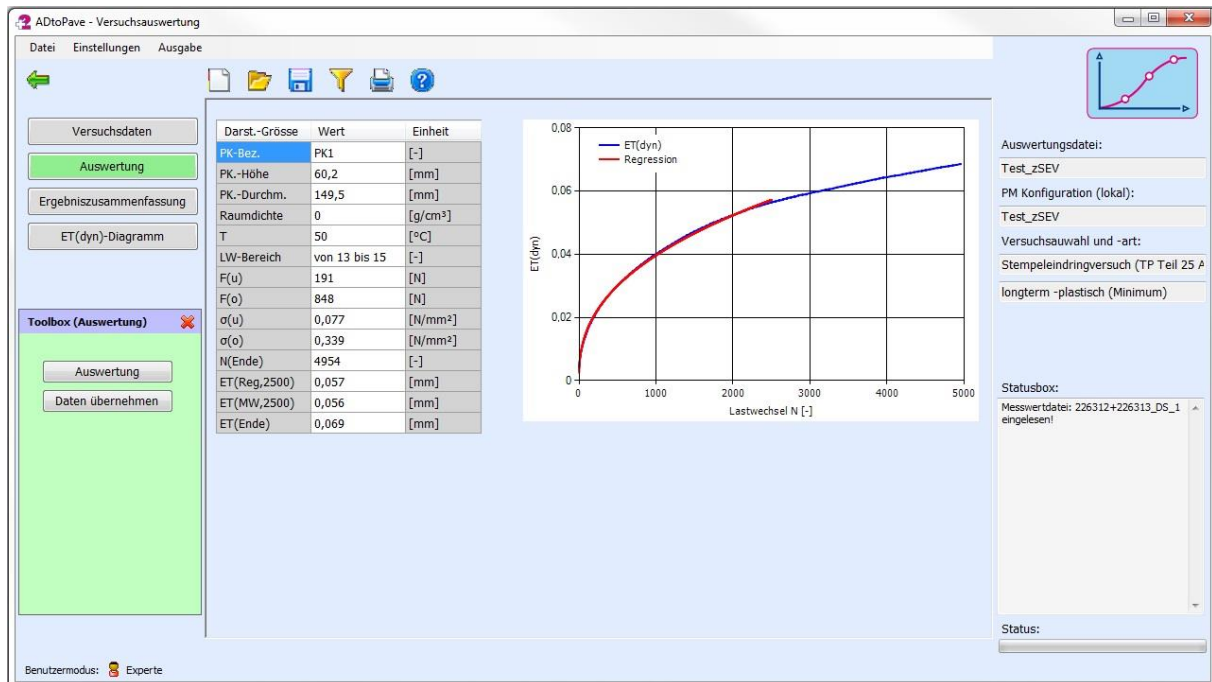 ADtoPave - Versuchsauswertung
Datei Einstellungen Ausgabe
Versuchsdaten
Auswertung
Ergebniszusammenfassung
ET(dyn)-Diagramm
Toolbox (Auswertung)
Auswertung
Daten übernehmen
Darst.-Grösse Wert Einheit
PK-Bez. PK1 [-]
PK.-Höhe 60,2 [mm]
PK.-Durchm. 149,5 [mm]
Raumdichte 0 [g/cm³]
T 50 [°C]
LW-Bereich von 13 bis 15 [-]
F(u) 191 [N]
F(o) 848 [N]
σ(u) 0,077 [N/mm²]
σ(o) 0,339 [N/mm²]
N(Ende) 4954 [-]
ET(Reg,2500) 0,057 [mm]
ET(MW,2500) 0,056 [mm]
ET(Ende) 0,069 [mm]
ET(dyn)
Regression
0,08
0,06
0,04
0,02
0
ET(dyn)
0 1000 2000 3000 4000 5000
Lastwechsel N [-]
Auswertungsdatei:
Test_zSEV
PM Konfiguration (lokal):
Test_zSEV
Versuchsauwahl und -art:
Stempeleindringversuch (TP Teil 25 A
longterm -plastisch (Minimum)
Statusbox:
Messwertdatei: 226312+226313_DS_1
eingelesen!
Status:
Benutzermodus: Experte